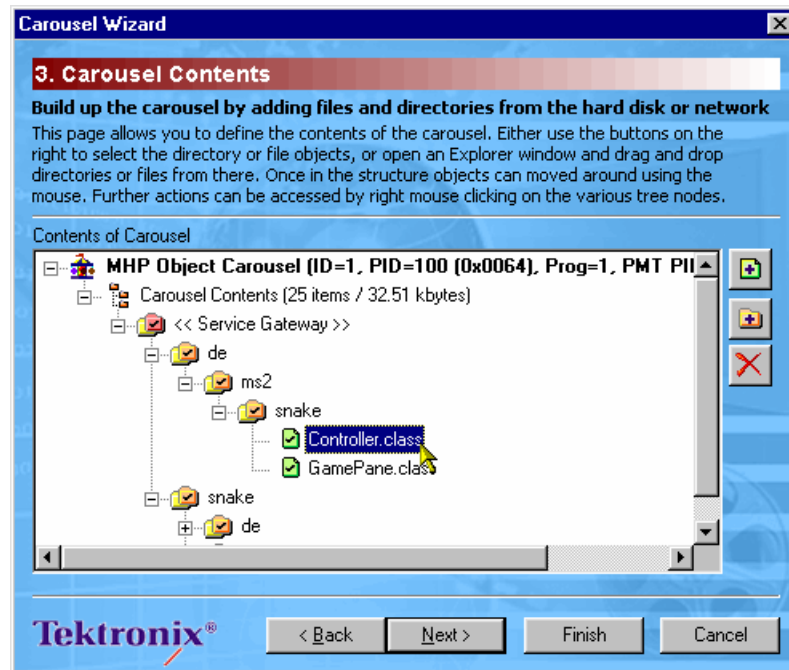 Carousel Wizard
3. Carousel Contents
Build up the carousel by adding files and directories from the hard disk or network
This page allows you to define the contents of the carousel. Either use the buttons on the
right to select the directory or file objects, or open an Explorer window and drag and drop
directories or files from there. Once in the structure objects can moved around using the
mouse. Further actions can be accessed by right mouse clicking on the various tree nodes.
Contents of Carousel
MHP Object Carousel (ID=1, PID=100 (0x0064), Prog=1, PMT PII
Carousel Contents (25 items / 32.51 kbytes)
<< Service Gateway >>
de
ms2
snake
Controller.class
GamePane.class
snake
de
Tektronix®
< Back
Next >
Finish
Cancel